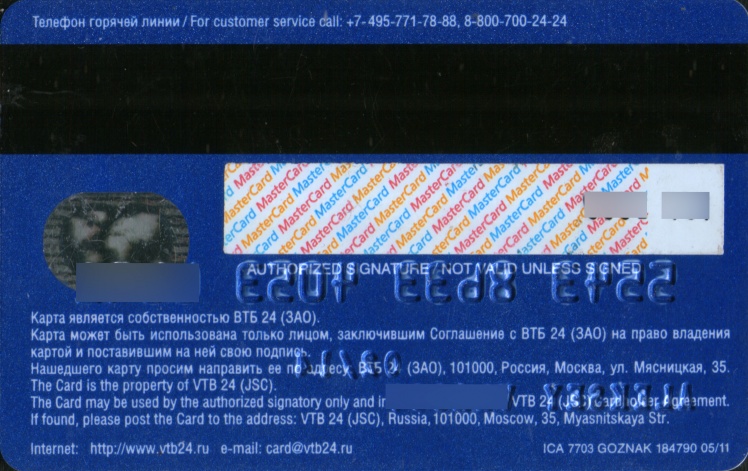 Телефон горячей линии / For customer service call: +7-495-771-78-88, 8-800-700-24-24
MasterCard MasterCard MasterCard MasterCard MasterCard
AUTHORIZED SIGNATURE / NOT VALID UNLESS SIGNED
Карта является собственностью ВТБ 24 (ЗАО).
Карта может быть использована только лицом, заключившим Соглашение с ВТБ 24 (ЗАО) на право владения
картой и поставившим на ней свою подпись.
Нашедшего карту просим направить ее по адресу: ВТБ 24 (ЗАО), 101000, Россия, Москва, ул. Мясницкая, 35.
The Card is the property of VTB 24 (JSC).
The Card may be used by the authorized signatory only and in VTB 24 (JSC) Cardholder Agreement.
If found, please post the Card to the address: VTB 24 (JSC), Russia, 101000, Moscow, 35, Myasnitskaya Str.
Internet: http://www.vtb24.ru e-mail: card@vtb24.ru
ICA 7703 GOZNAK 184790 05/11